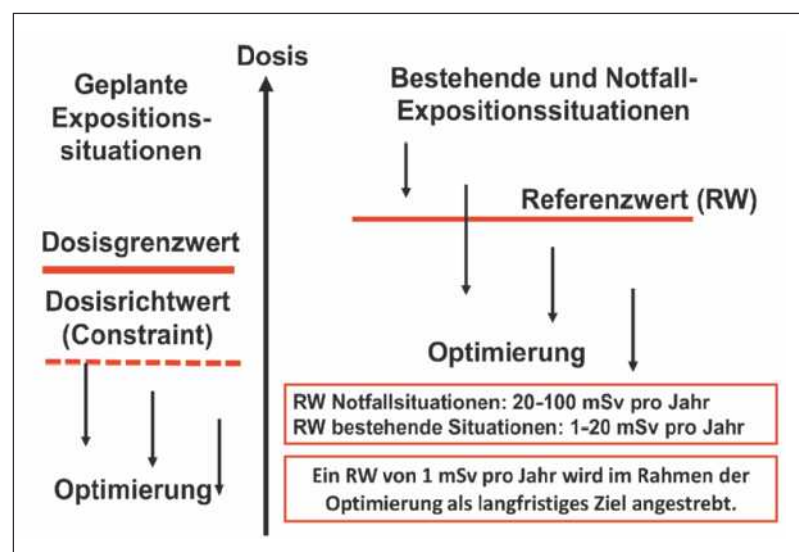 Dosis
Geplante
Expositions-
situationen
Dosisgrenzwert
Dosisrichtwert
(Constraint)
Optimierung
Bestehende und Notfall-
Expositionssituationen
Referenzwert (RW)
Optimierung
RW Notfallsituationen: 20-100 mSv pro Jahr
RW bestehende Situationen: 1-20 mSv pro Jahr
Ein RW von 1 mSv pro Jahr wird im Rahmen der
Optimierung als langfristiges Ziel angestrebt.